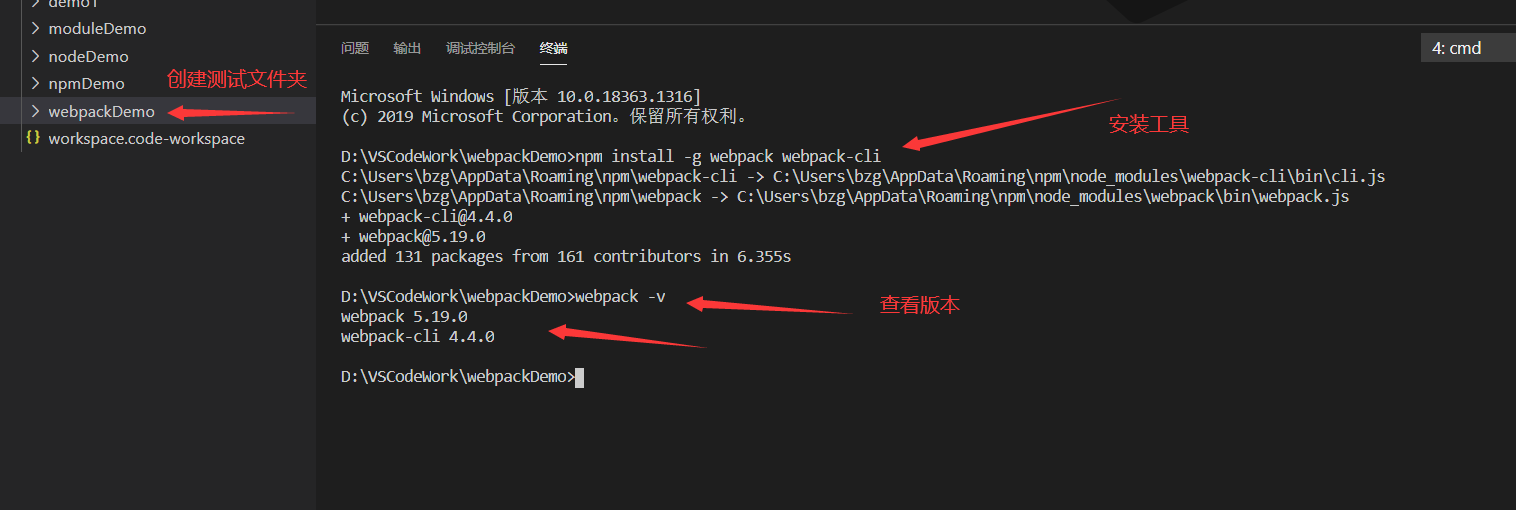 demo1
moduleDemo
nodeDemo
npmDemo
创建测试文件夹
webpackDemo
workspace.code-workspace
问题 输出 调试控制台 终端
4: cmd
Microsoft Windows [版本 10.0.18363.1316]
(c) 2019 Microsoft Corporation。保留所有权利。
安装工具
D:\VSCodeWork\webpackDemo>npm install -g webpack webpack-cli
C:\Users\bzg\AppData\Roaming\npm\webpack-cli -> C:\Users\bzg\AppData\Roaming\npm\node_modules\webpack-cli\bin\cli.js
C:\Users\bzg\AppData\Roaming\npm\webpack -> C:\Users\bzg\AppData\Roaming\npm\node_modules\webpack\bin\webpack.js
+ webpack-cli@4.4.0
+ webpack@5.19.0
added 131 packages from 161 contributors in 6.355s
D:\VSCodeWork\webpackDemo>webpack -v
查看版本
webpack 5.19.0
webpack-cli 4.4.0
D:\VSCodeWork\webpackDemo>